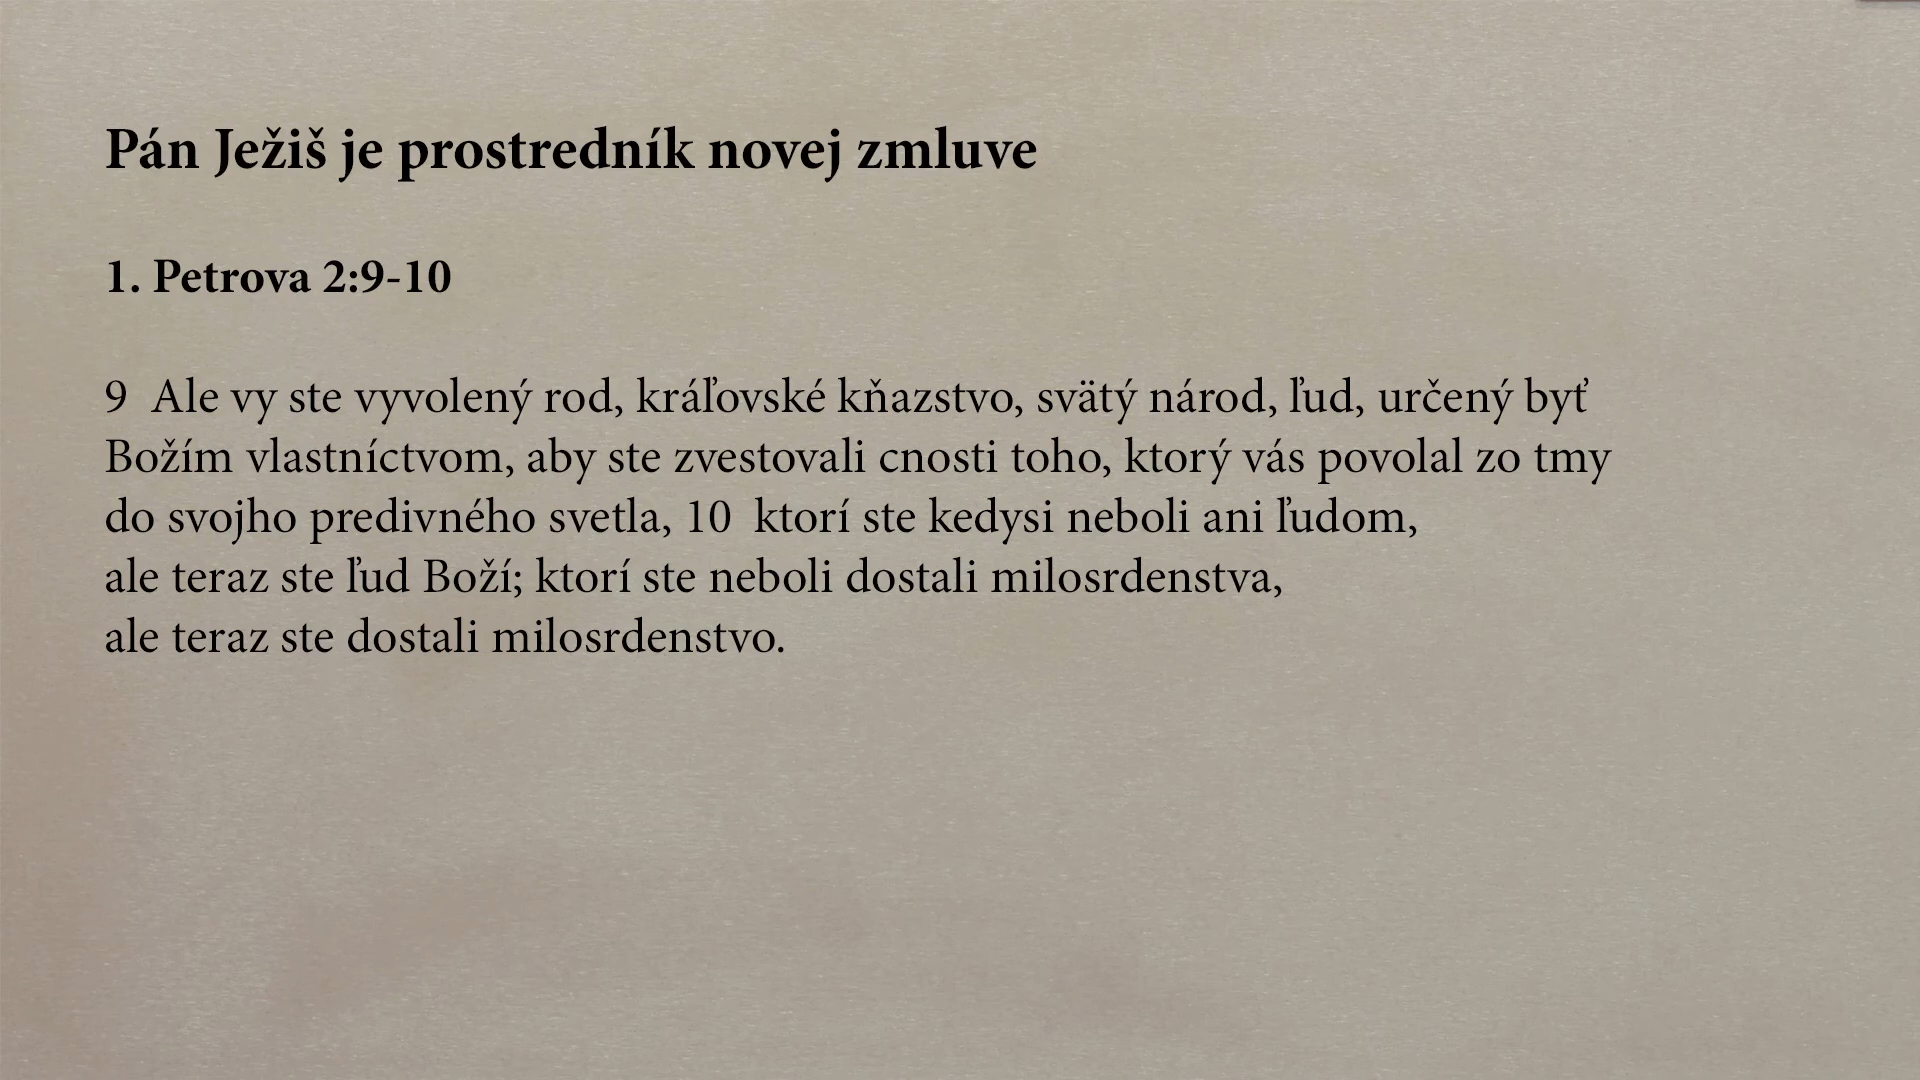 Pán Ježiš je prostredník novej zmluve
1. Petrova 2:9-10
9  Ale vy ste vyvolený rod, kráľovské kňazstvo, svätý národ, ľud, určený byť
Božím vlastníctvom, aby ste zvestovali cnosti toho, ktorý vás povolal zo tmy
do svojho predivného svetla, 10  ktorí ste kedysi neboli ani ľudom,
ale teraz ste ľud Boží; ktorí ste neboli dostali milosrdenstva,
ale teraz ste dostali milosrdenstvo.